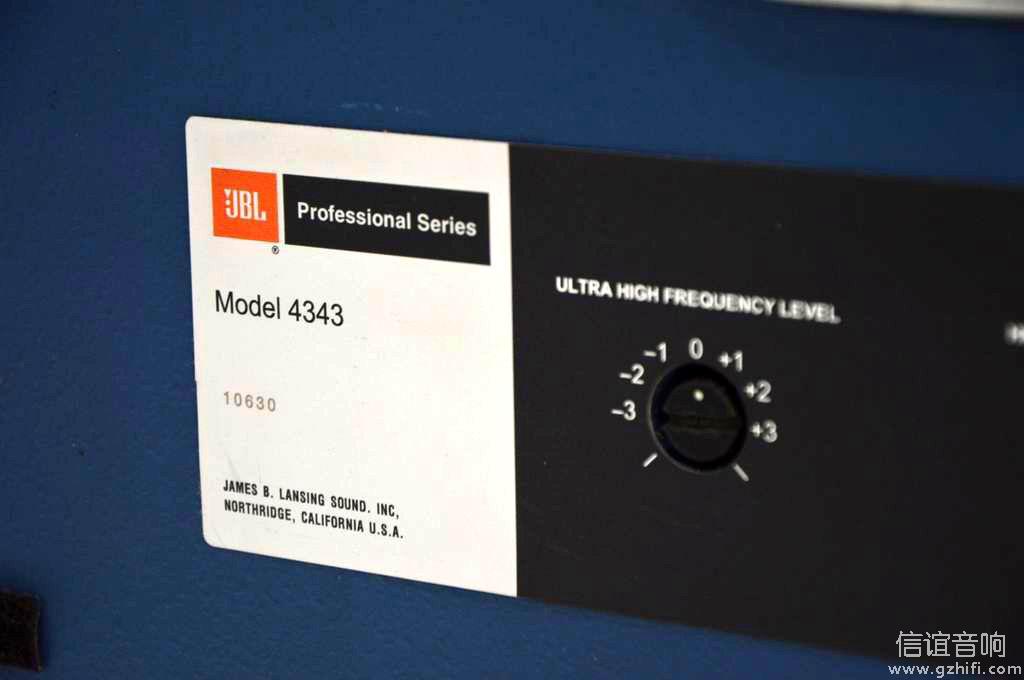 JBL
®
Professional Series
Model 4343
10630
JAMES B. LANSING SOUND. INC,
NORTHRIDGE, CALIFORNIA U.S.A.
ULTRA HIGH FREQUENCY LEVEL
-3 -2 -1 0 +1 +2 +3
H
信谊音响
www.gzhifi.com